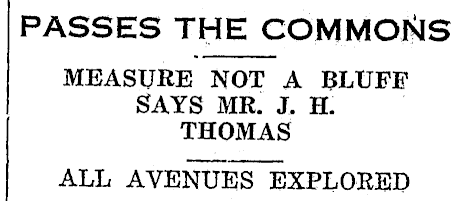 PASSES THE COMMONS
MEASURE NOT A BLUFF
SAYS MR. J. H.
THOMAS
ALL AVENUES EXPLORED